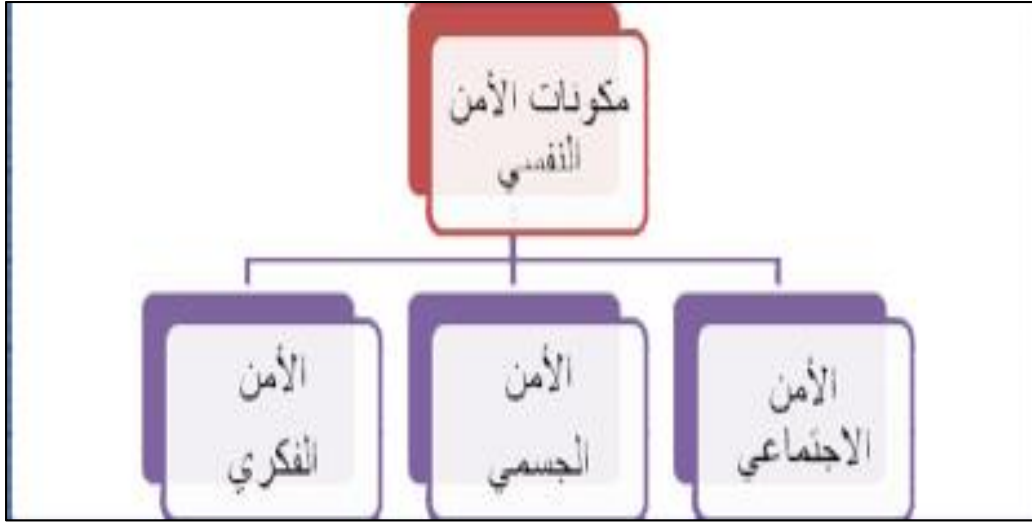 مكونات الأمن
النفسي
الأمن
الاجتماعي
الأمن
الجسمي
الأمن
الفكري